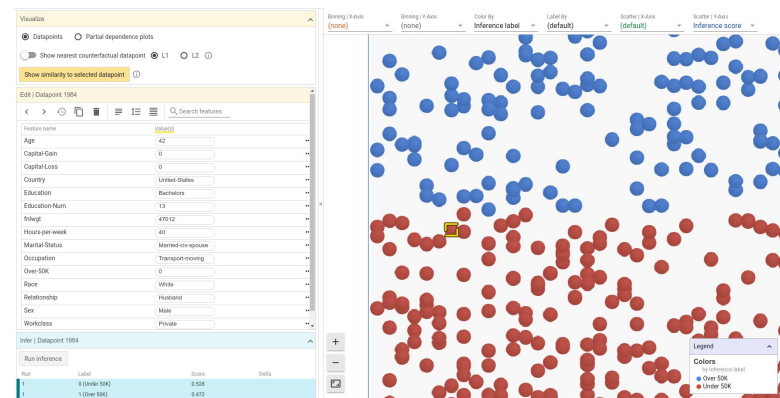 Visualize
Datapoints Partial dependence plots
Show nearest counterfactual datapoint L1 L2
Show similarity to selected datapoint
Edit | Datapoint 1984
Search features
Feature name Value(s)
Age 42
Capital-Gain 0
Capital-Loss 0
Country United-States
Education Bachelors
Education-Num 13
fnlwgt 47012
Hours-per-week 40
Marital-Status Married-civ-spouse
Occupation Transport-moving
Over-50K 0
Race White
Relationship Husband
Sex Male
Workclass Private
Infer | Datapoint 1984
Run inference
Run Label Score Delta
1 0 (Under 50K) 0.528
1 1 (Over 50K) 0.472
Binning | X-Axis Binning | Y-Axis Color By Label By Scatter | X-Axis Scatter | Y-Axis
(none) (none) Inference label (default) (default) Inference score
Legend
Colors
by Inference label
Over 50K
Under 50K